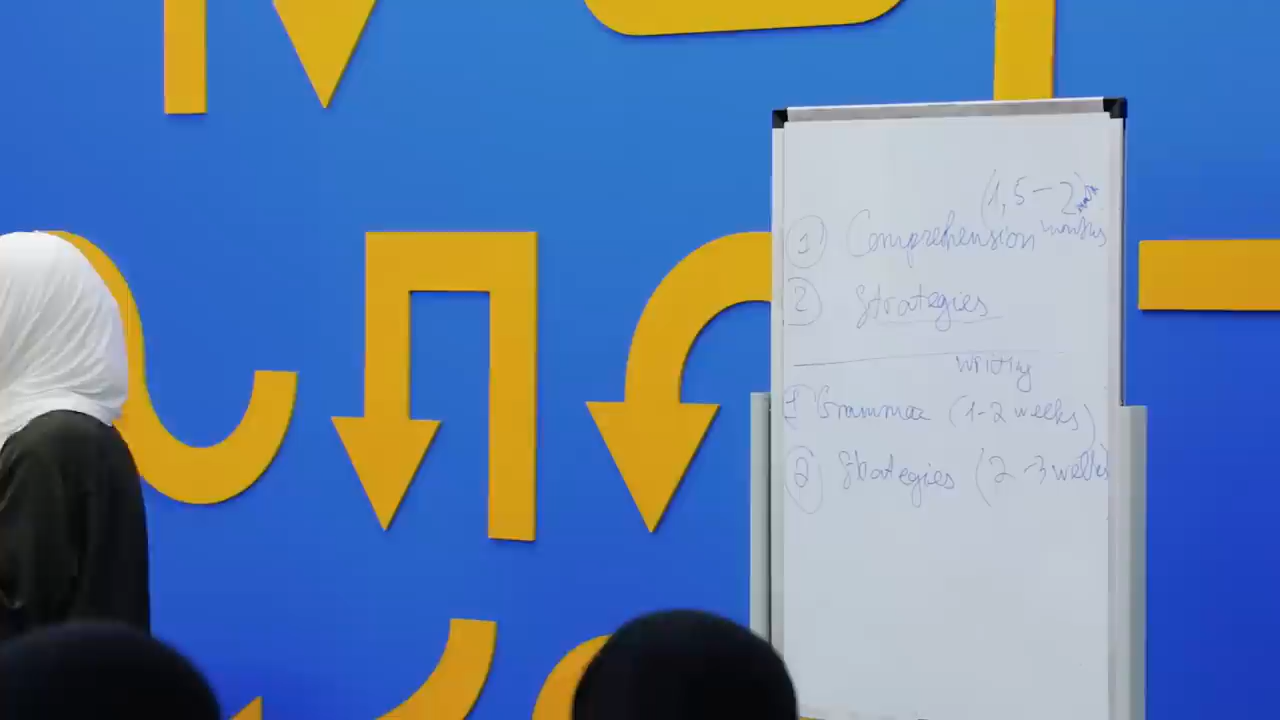 (1,5 - 2
① Comprehension months
② Strategies
writing
1 Grammar (1-2 weeks)
② Strategies (2-3 weeks